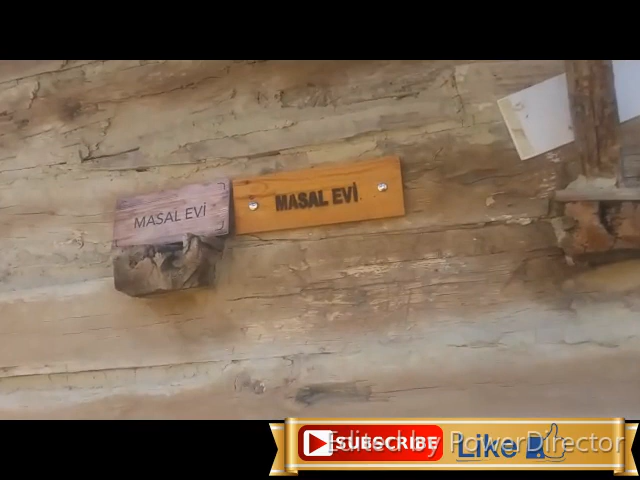 MASAL EVİ
MASAL EVİ
SUBSCRIBE
Like
Edited by PowerDirector